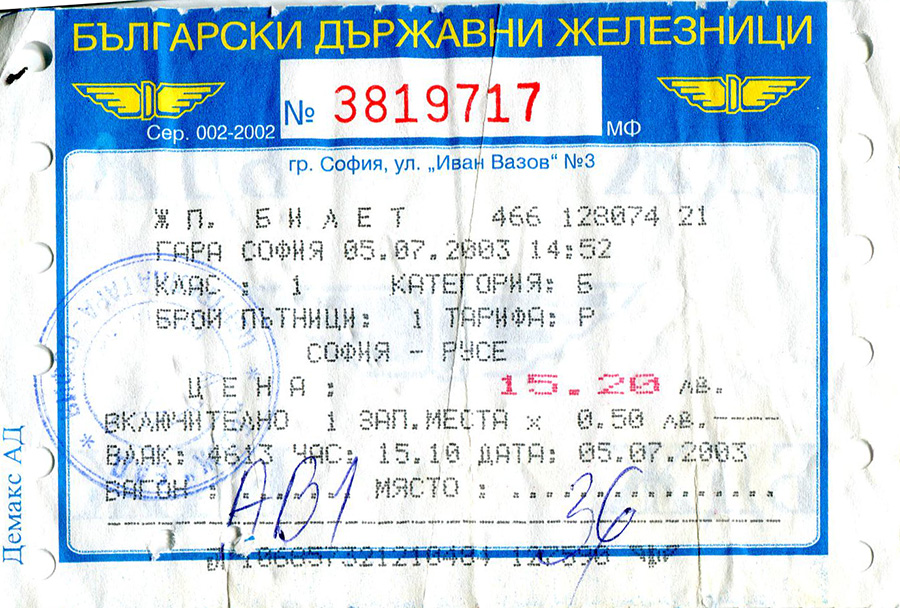 БЪЛГАРСКИ ДЪРЖАВНИ ЖЕЛЕЗНИЦИ
№ 3819717
Сер. 002-2002 МФ
гр. София, ул. „Иван Вазов“ №3
ЖП. БИЛЕТ 466 128074 21
ГАРА СОФИЯ 05.07.2003 14:52
КЛАС : 1 КАТЕГОРИЯ: Б
БРОЙ ПЪТНИЦИ: 1 ТАРИФА: Р
СОФИЯ - РУСЕ
ЦЕНА: 15.20 лв.
ВКЛЮЧИТЕЛНО 1 ЗАП.МЕСТА x 0.50 лв.-----
ВЛАК: 4613 ЧАС: 15.10 ДАТА: 05.07.2003
ВАГОН : АВ1 МЯСТО : 36
Демакс АД